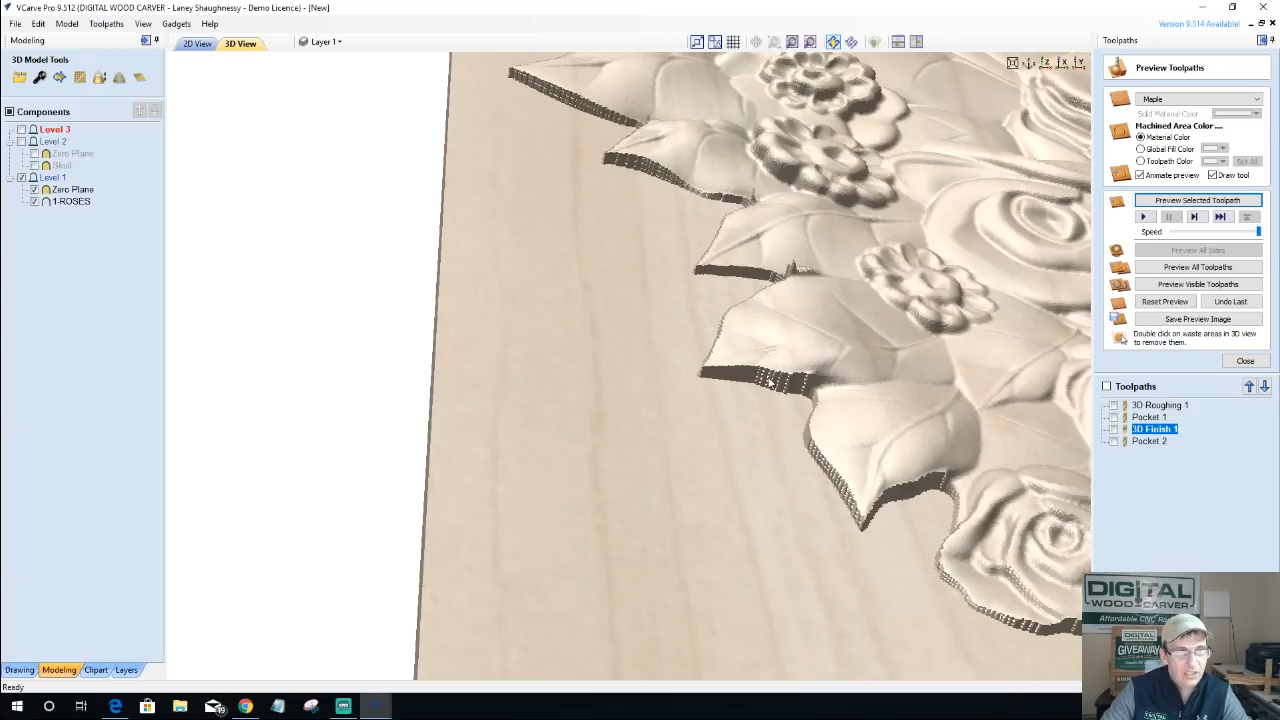 VCarve Pro 9.512 {DIGITAL WOOD CARVER - Laney Shaughnessy - Demo Licence} - [New]
File Edit Model Toolpaths View Gadgets Help
Version 9.514 Available!
Modeling
2D View
3D View
Layer 1
Toolpaths
3D Model Tools
Components
Level 3
Level 2
Zero Plane
Skull
Level 1
Zero Plane
1-ROSES
Preview Toolpaths
Maple
Solid Material Color
Machined Area Color ....
Material Color
Global Fill Color
Toolpath Color
Set All
Animate preview
Draw tool
Preview Selected Toolpath
Speed
Preview All Sides
Preview All Toolpaths
Preview Visible Toolpaths
Reset Preview
Undo Last
Save Preview Image
Double click on waste areas in 3D view
to remove them.
Close
Toolpaths
3D Roughing 1
Pocket 1
3D Finish 1
Pocket 2
DIGITAL
WOOD CARVER
Affordable CNC Ro
DIGITAL
GIVEAWAY
Drawing
Modeling
Clipart
Layers
Ready